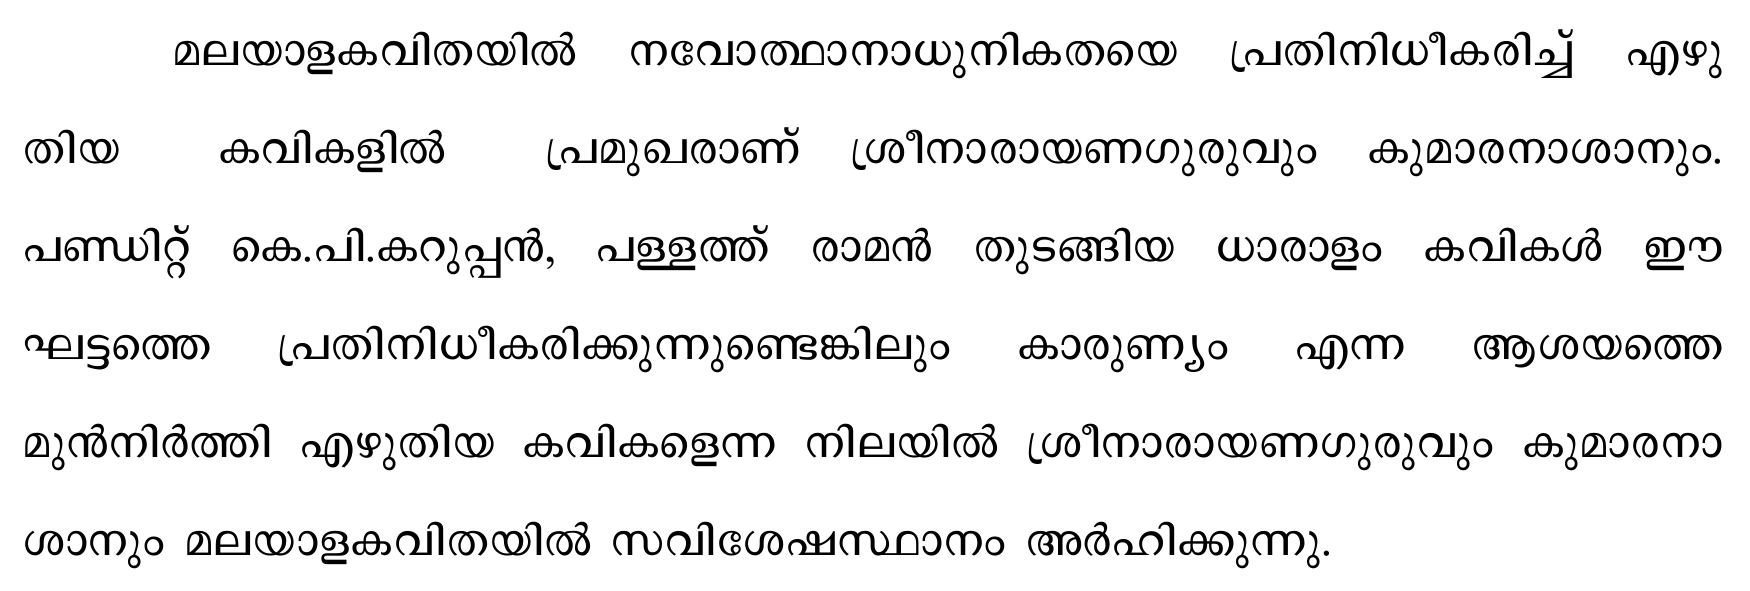 മലയാളകവിതയിൽ നവോത്ഥാനാധുനികതയെ പ്രതിനിധീകരിച്ച് എഴു
തിയ കവികളിൽ പ്രമുഖരാണ് ശ്രീനാരായണഗുരുവും കുമാരനാശാനും.
പണ്ഡിറ്റ് കെ.പി.കറുപ്പൻ, പള്ളത്ത് രാമൻ തുടങ്ങിയ ധാരാളം കവികൾ ഈ
ഘട്ടത്തെ പ്രതിനിധീകരിക്കുന്നുണ്ടെങ്കിലും കാരുണ്യം എന്ന ആശയത്തെ
മുൻനിർത്തി എഴുതിയ കവികളെന്ന നിലയിൽ ശ്രീനാരായണഗുരുവും കുമാരനാ
ശാനും മലയാളകവിതയിൽ സവിശേഷസ്ഥാനം അർഹിക്കുന്നു.